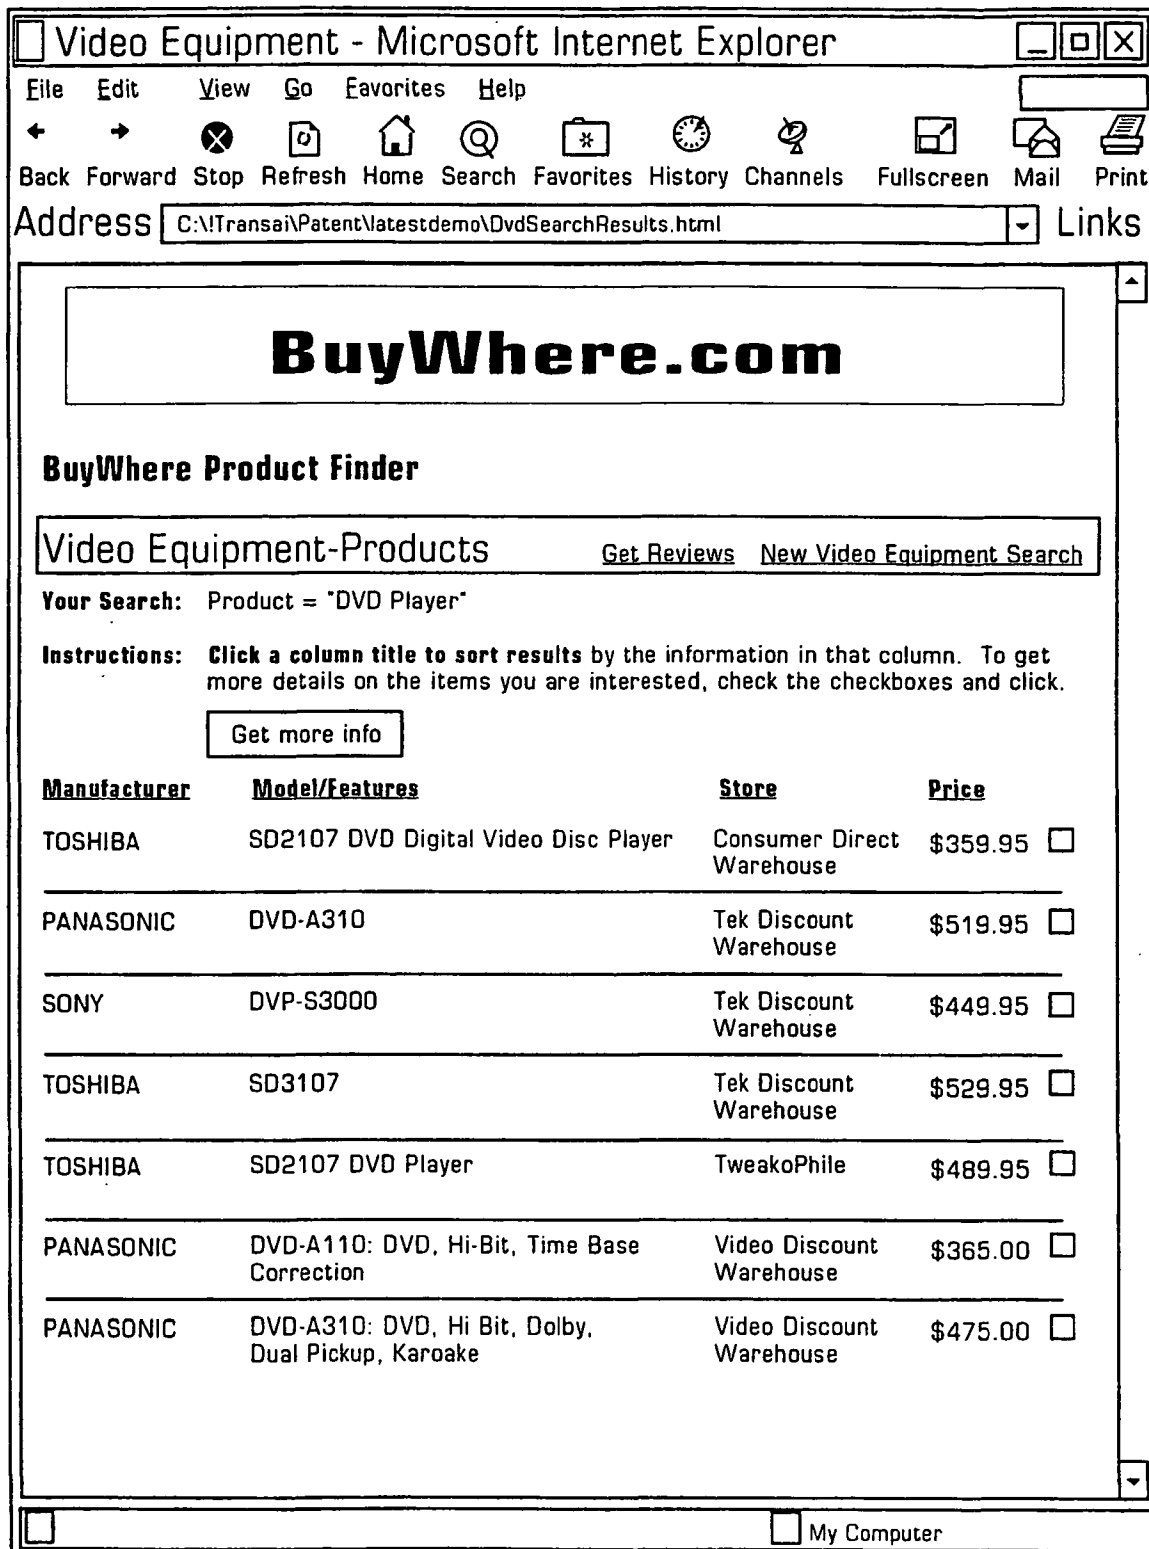 Video Equipment - Microsoft Internet Explorer
File Edit View Go Favorites Help
Back Forward Stop Refresh Home Search Favorites History Channels Fullscreen Mail Print
Address C:\!Transai\Patent\latestdemo\DvdSearchResults.html Links
BuyWhere.com
BuyWhere Product Finder
Video Equipment-Products Get Reviews New Video Equipment Search
Your Search: Product = "DVD Player"
Instructions: Click a column title to sort results by the information in that column. To get
more details on the items you are interested, check the checkboxes and click.
Get more info
Manufacturer Model/Features Store Price
TOSHIBA SD2107 DVD Digital Video Disc Player Consumer Direct $359.95
Warehouse
PANASONIC DVD-A310 Tek Discount $519.95
Warehouse
SONY DVP-S3000 Tek Discount $449.95
Warehouse
TOSHIBA SD3107 Tek Discount $529.95
Warehouse
TOSHIBA SD2107 DVD Player TweakoPhile $489.95
PANASONIC DVD-A110: DVD, Hi-Bit, Time Base Video Discount $365.00
Correction Warehouse
PANASONIC DVD-A310: DVD, Hi Bit, Dolby, Video Discount $475.00
Dual Pickup, Karoake Warehouse
My Computer